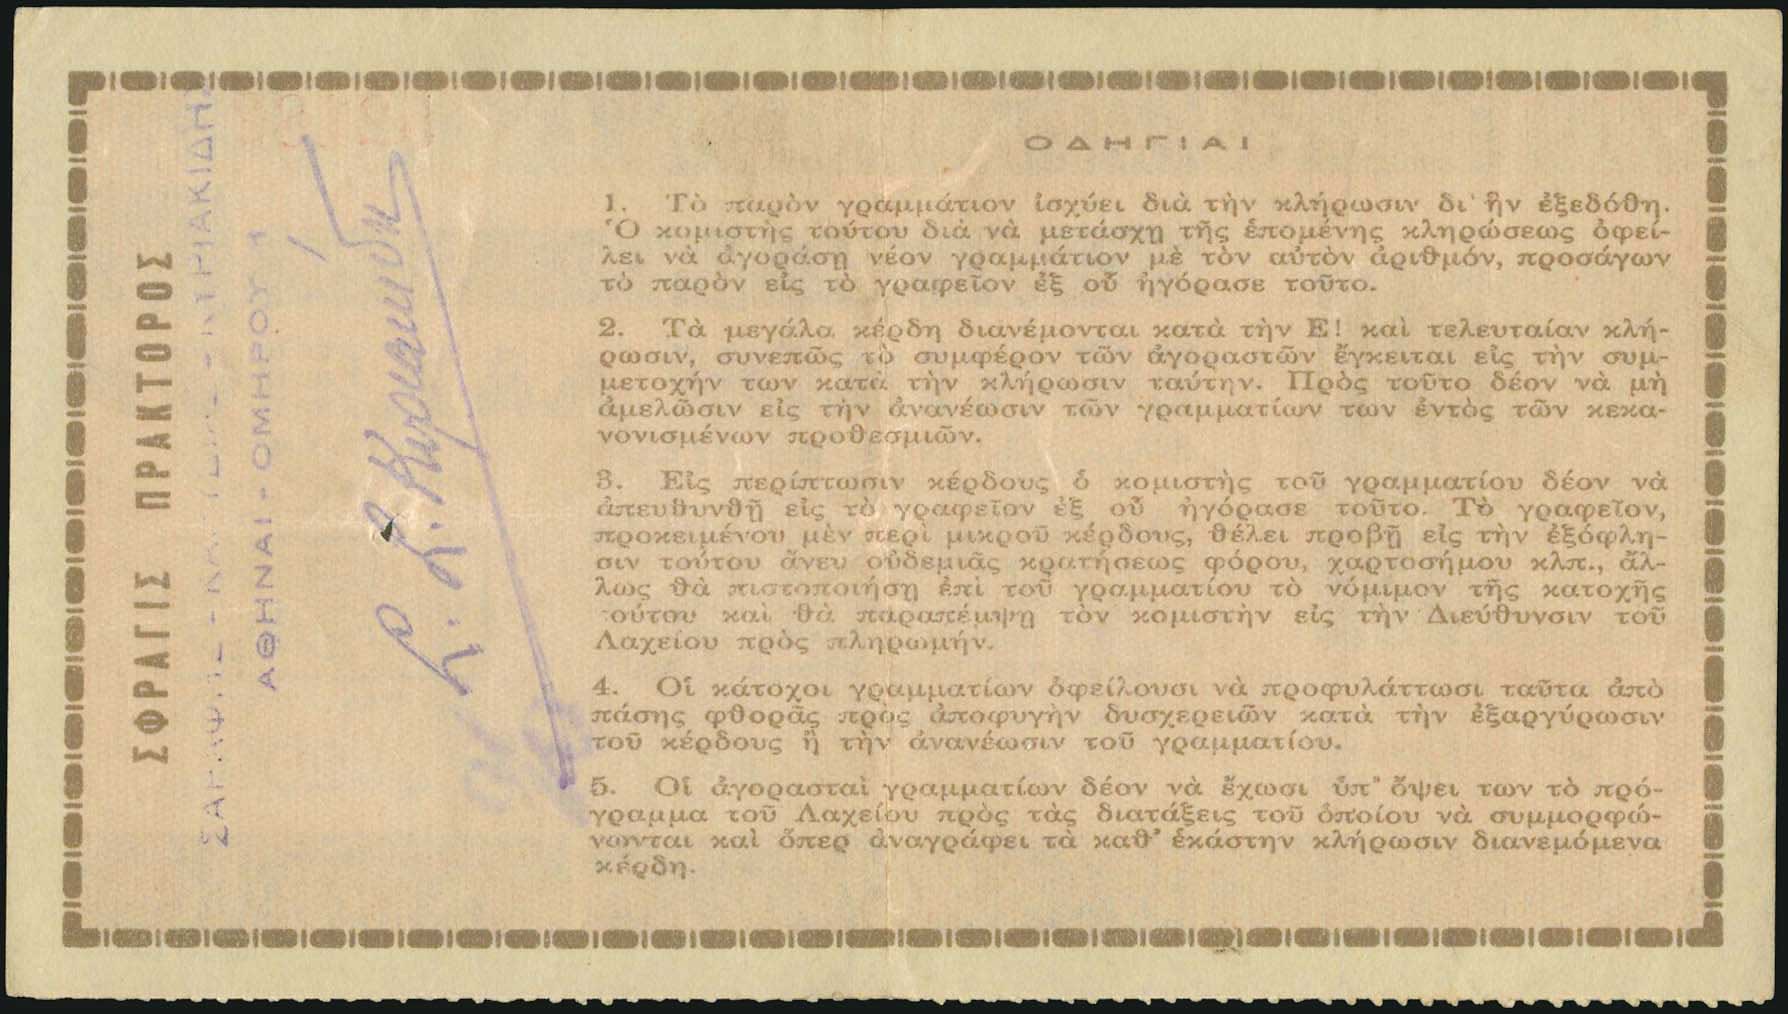 ΟΔΗΓΙΑΙ
1. Τὸ παρὸν γραμμάτιον ἰσχύει διὰ τὴν κλήρωσιν δι' ἣν ἐξεδόθη.
Ὁ κομιστὴς τούτου διὰ νὰ μετάσχῃ τῆς ἑπομένης κληρώσεως ὀφεί-
λει νὰ ἀγοράσῃ νέον γραμμάτιον μὲ τὸν αὐτὸν ἀριθμόν, προσάγων
τὸ παρὸν εἰς τὸ γραφεῖον ἐξ οὗ ἠγόρασε τοῦτο.
2. Τὰ μεγάλα κέρδη διανέμονται κατὰ τὴν Ε! καὶ τελευταίαν κλή-
ρωσιν, συνεπῶς τὸ συμφέρον τῶν ἀγοραστῶν ἔγκειται εἰς τὴν συμ-
μετοχήν των κατὰ τὴν κλήρωσιν ταύτην. Πρὸς τοῦτο δέον νὰ μὴ
ἀμελῶσιν εἰς τὴν ἀνανέωσιν τῶν γραμματίων των ἐντὸς τῶν κεκα-
νονισμένων προθεσμιῶν.
3. Εἰς περίπτωσιν κέρδους ὁ κομιστὴς τοῦ γραμματίου δέον νὰ
ἀπευθυνθῇ εἰς τὸ γραφεῖον ἐξ οὗ ἠγόρασε τοῦτο. Τὸ γραφεῖον,
προκειμένου μὲν περὶ μικροῦ κέρδους, θέλει προβῇ εἰς τὴν ἐξόφλη-
σιν τούτου ἄνευ οὐδεμιᾶς κρατήσεως φόρου, χαρτοσήμου κλπ., ἄλ-
λως θὰ πιστοποιήσῃ ἐπὶ τοῦ γραμματίου τὸ νόμιμον τῆς κατοχῆς
τούτου καὶ θὰ παραπέμψῃ τὸν κομιστὴν εἰς τὴν Διεύθυνσιν τοῦ
Λαχείου πρὸς πληρωμήν.
4. Οἱ κάτοχοι γραμματίων ὀφείλουσι νὰ προφυλάττωσι ταῦτα ἀπὸ
πάσης φθορᾶς πρὸς ἀποφυγὴν δυσχερειῶν κατὰ τὴν ἐξαργύρωσιν
τοῦ κέρδους ἢ τὴν ἀνανέωσιν τοῦ γραμματίου.
5. Οἱ ἀγορασταὶ γραμματίων δέον νὰ ἔχωσι ὑπ' ὄψει των τὸ πρό-
γραμμα τοῦ Λαχείου πρὸς τὰς διατάξεις τοῦ ὁποίου νὰ συμμορφώ-
νωνται καὶ ὅπερ ἀναγράφει τὰ καθ' ἑκάστην κλήρωσιν διανεμόμενα
κέρδη.
ΣΦΡΑΓΙΣ ΠΡΑΚΤΟΡΟΣ
ΑΘΗΝΑΙ - ΟΜΗΡΟΥ